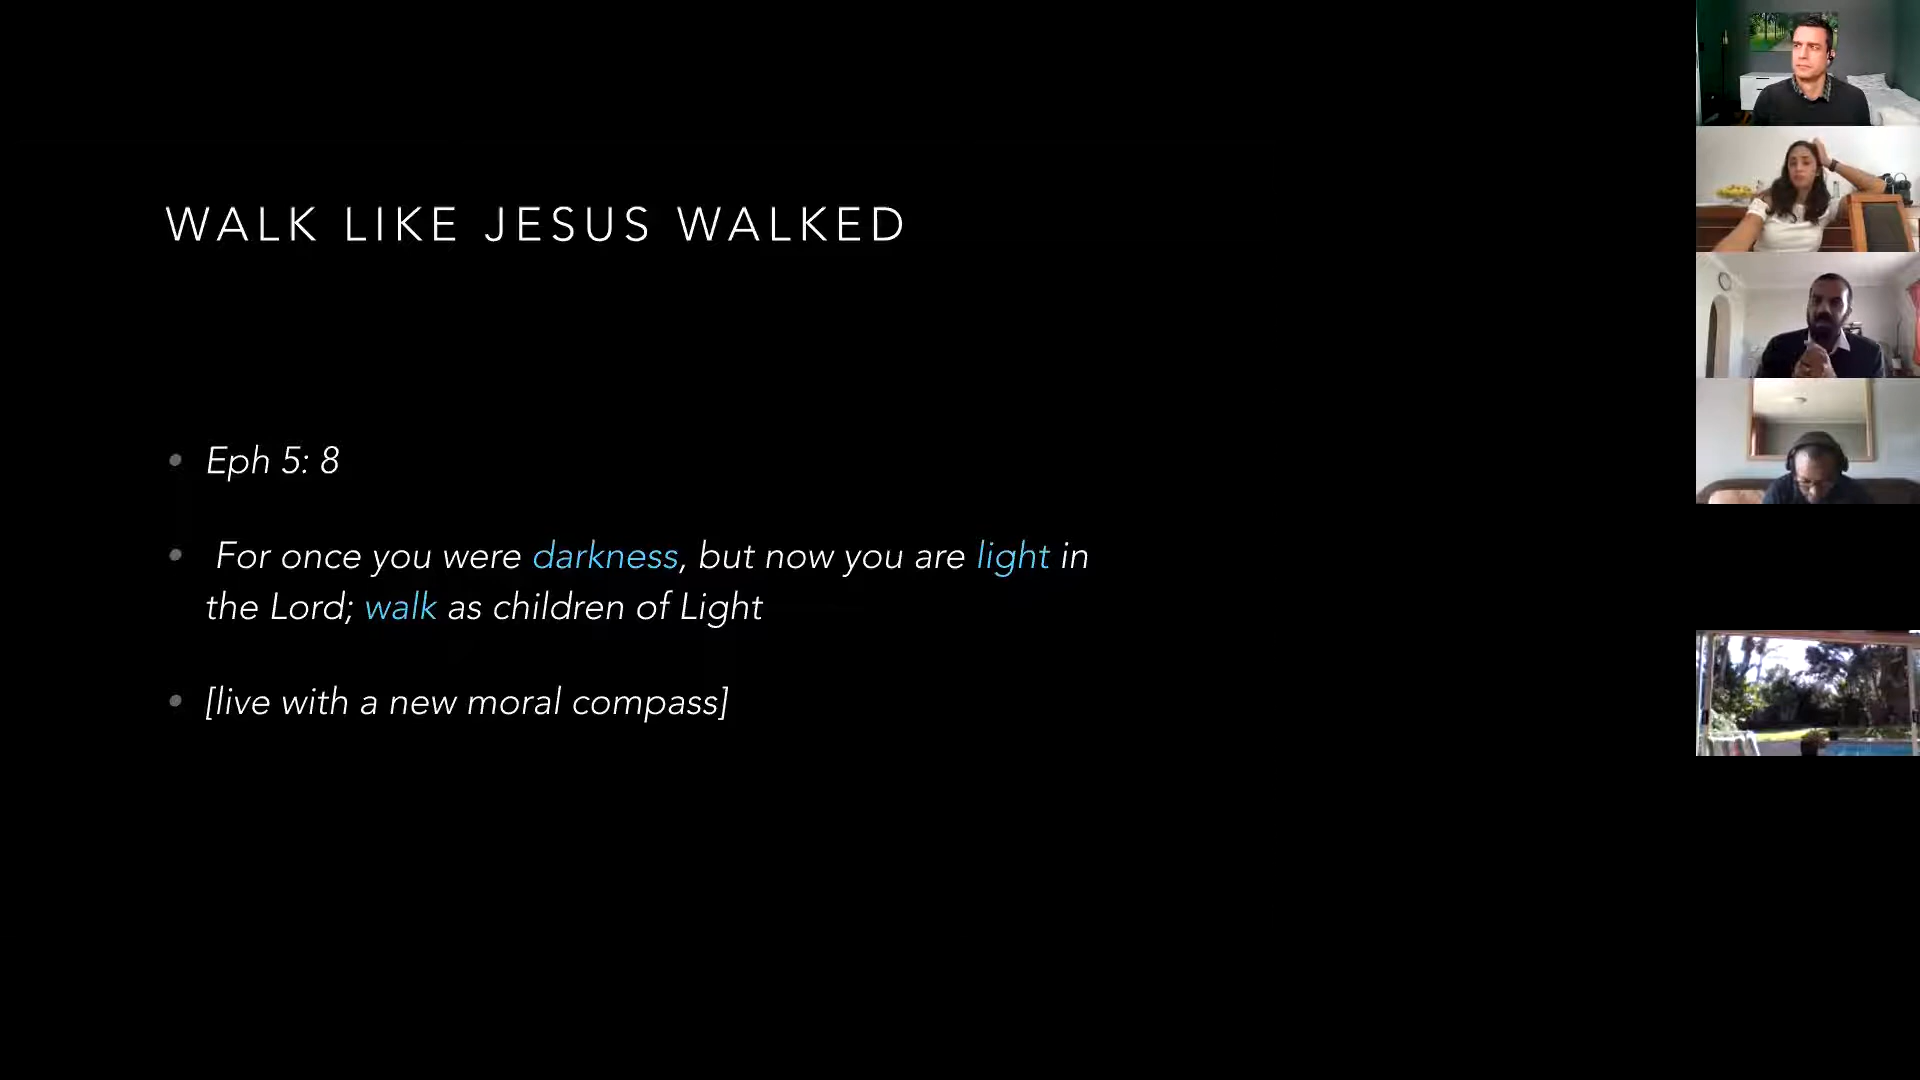 WALK LIKE JESUS WALKED
• Eph 5: 8
• For once you were darkness, but now you are light in
the Lord; walk as children of Light
• [live with a new moral compass]